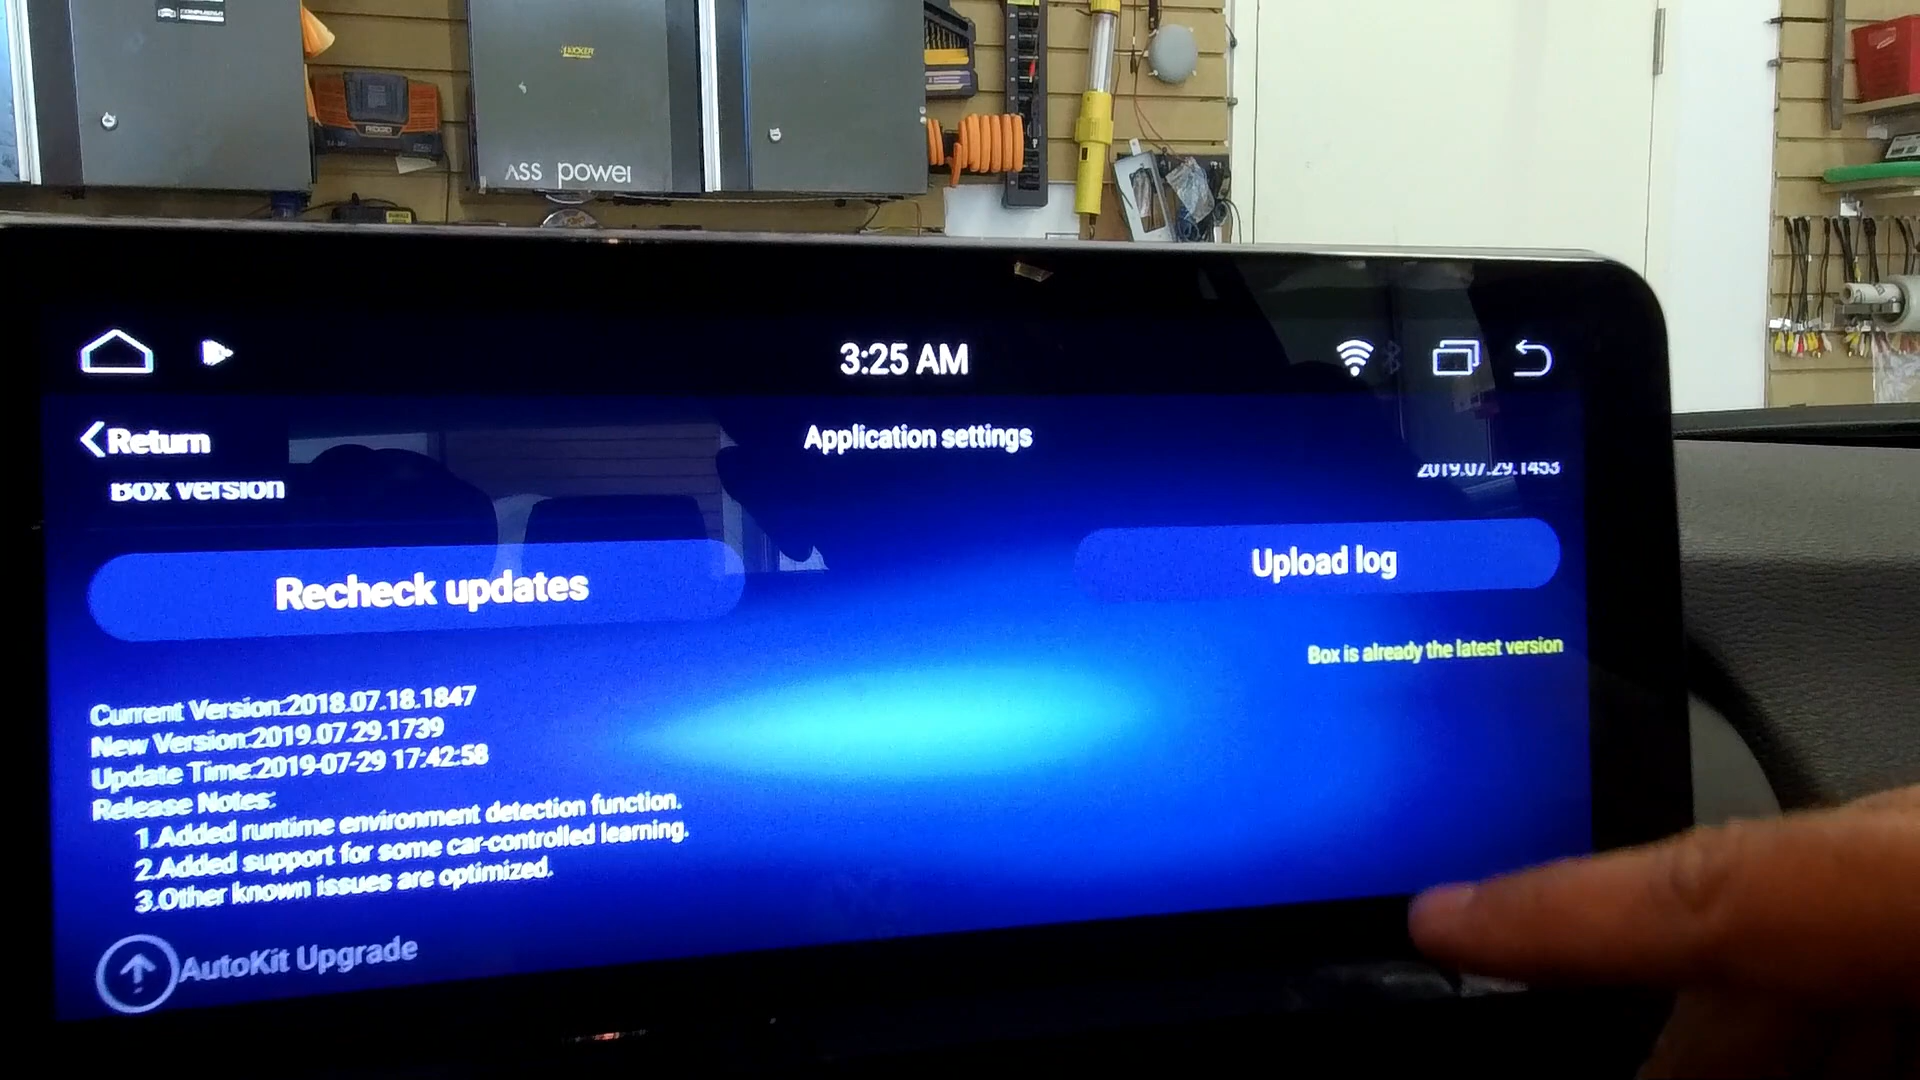 KICKER
RIDGID
ASS power
3:25 AM
Return
Application settings
Box version
2019.07.29.1453
Recheck updates
Upload log
Box is already the latest version
Current Version:2018.07.18.1847
New Version:2019.07.29.1739
Update Time:2019-07-29 17:42:58
Release Notes:
1.Added runtime environment detection function.
2.Added support for some car-controlled learning.
3.Other known issues are optimized.
AutoKit Upgrade